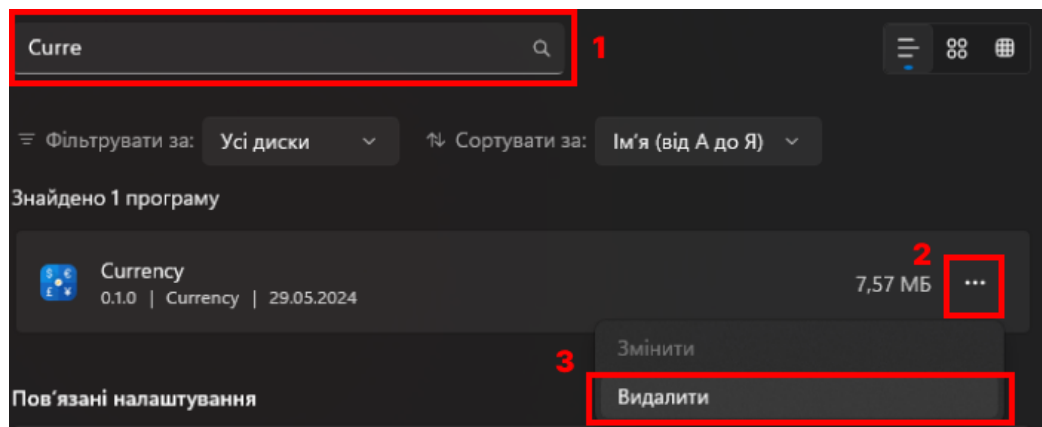 Curre
1
Фільтрувати за: Усі диски Сортувати за: Ім'я (від А до Я)
Знайдено 1 програму
2
Currency
7,57 МБ ···
0.1.0 | Currency | 29.05.2024
Змінити
3
Видалити
Пов'язані налаштування